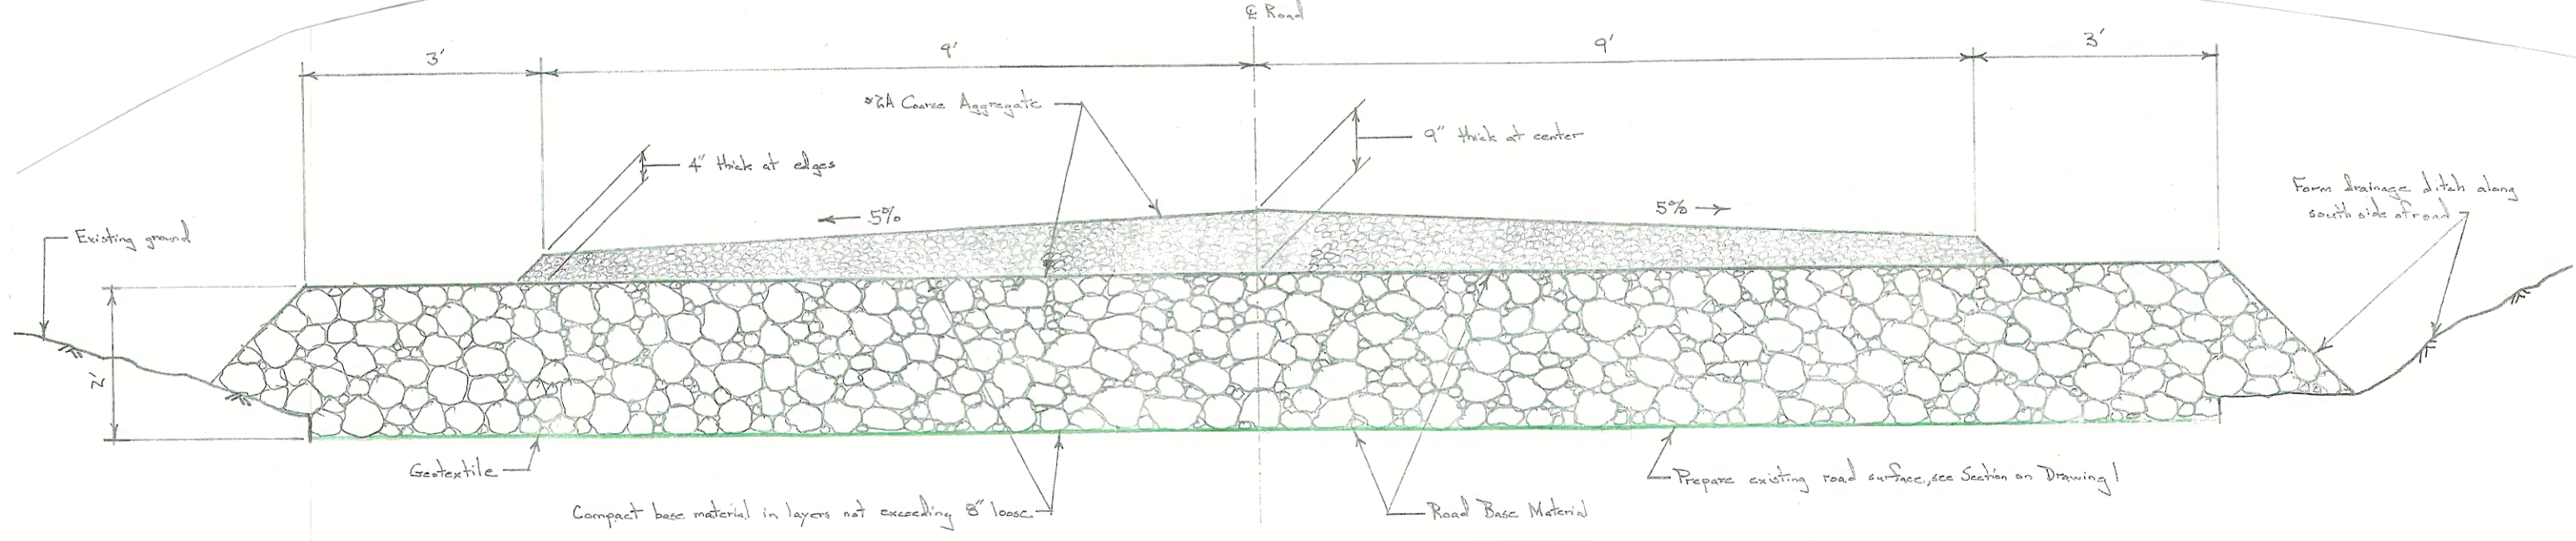 ℄ Road
3' 9' 9' 3'
#2A Coarse Aggregate
9" thick at center
4" thick at edges
Form drainage ditch along
south side of road
5%
5%
Existing ground
2'
Geotextile
Prepare existing road surface, see Section on Drawing 1
Compact base material in layers not exceeding 8" loose
Road Base Material